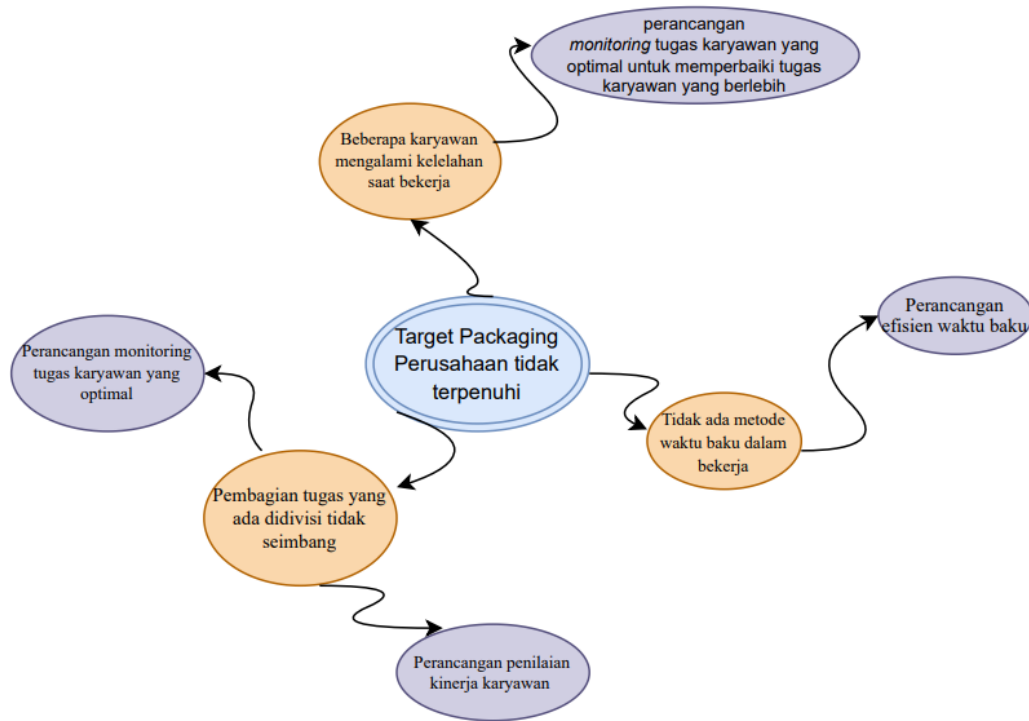 perancangan
monitoring tugas karyawan yang
optimal untuk memperbaiki tugas
karyawan yang berlebih
Beberapa karyawan
mengalami kelelahan
saat bekerja
Target Packaging
Perusahaan tidak
terpenuhi
Perancangan
efisien waktu baku
Perancangan monitoring
tugas karyawan yang
optimal
Tidak ada metode
waktu baku dalam
bekerja
Pembagian tugas yang
ada didivisi tidak
seimbang
Perancangan penilaian
kinerja karyawan